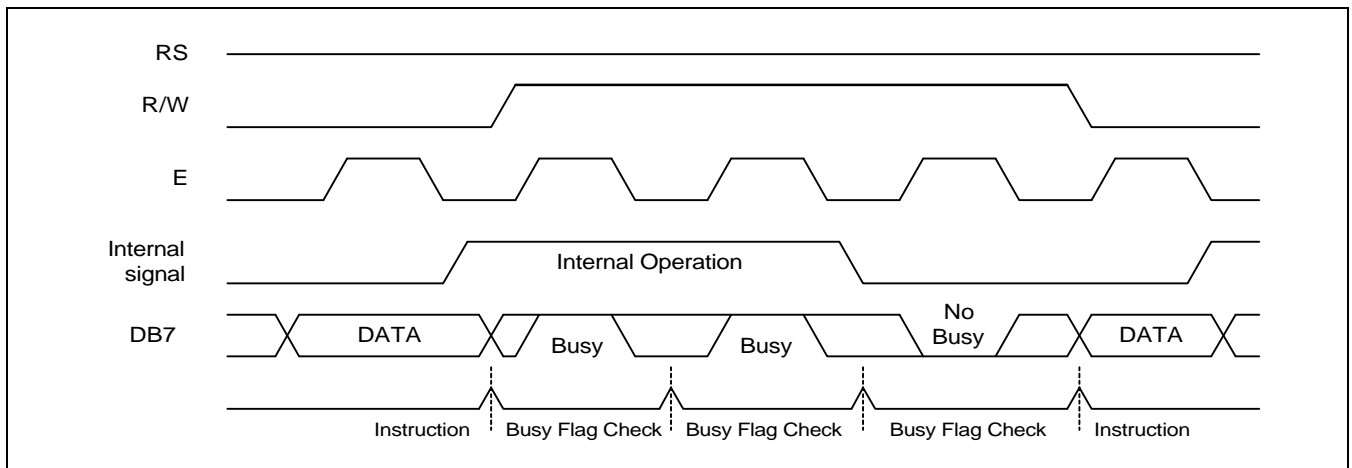 RS
R/W
E
Internal
signal
Internal Operation
DB7
DATA
Busy
Busy
No
Busy
DATA
Instruction
Busy Flag Check
Busy Flag Check
Busy Flag Check
Instruction